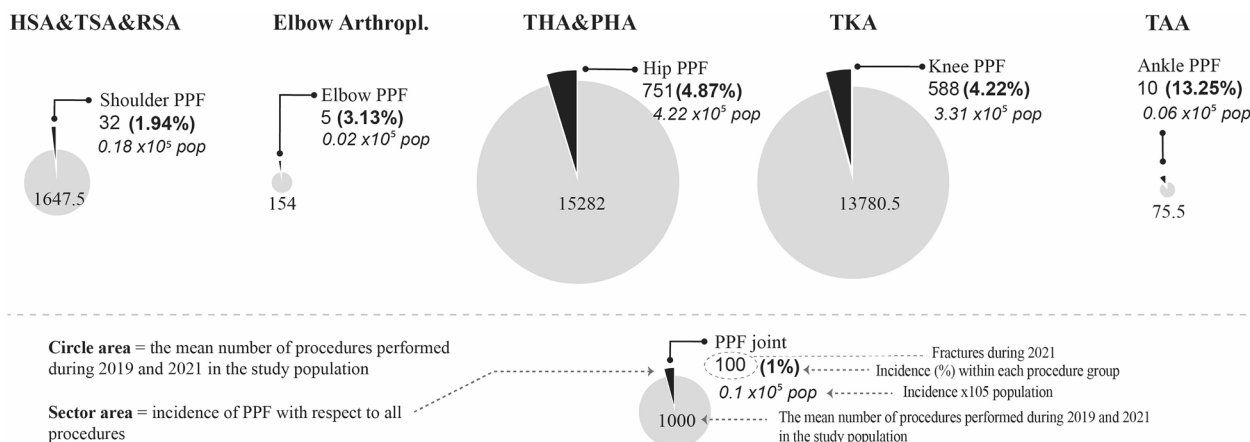 HSA&TSA&RSA
Shoulder PPF
32 (1.94%)
0.18 x10⁵ pop
1647.5
Elbow Arthropl.
Elbow PPF
5 (3.13%)
0.02 x10⁵ pop
154
THA&PHA
Hip PPF
751 (4.87%)
4.22 x10⁵ pop
15282
TKA
Knee PPF
588 (4.22%)
3.31 x10⁵ pop
13780.5
TAA
Ankle PPF
10 (13.25%)
0.06 x10⁵ pop
75.5
Circle area = the mean number of procedures performed
during 2019 and 2021 in the study population
Sector area = incidence of PPF with respect to all
procedures
PPF joint
100 (1%)
0.1 x10⁵ pop
1000
Fractures during 2021
Incidence (%) within each procedure group
Incidence x105 population
The mean number of procedures performed during 2019 and 2021
in the study population